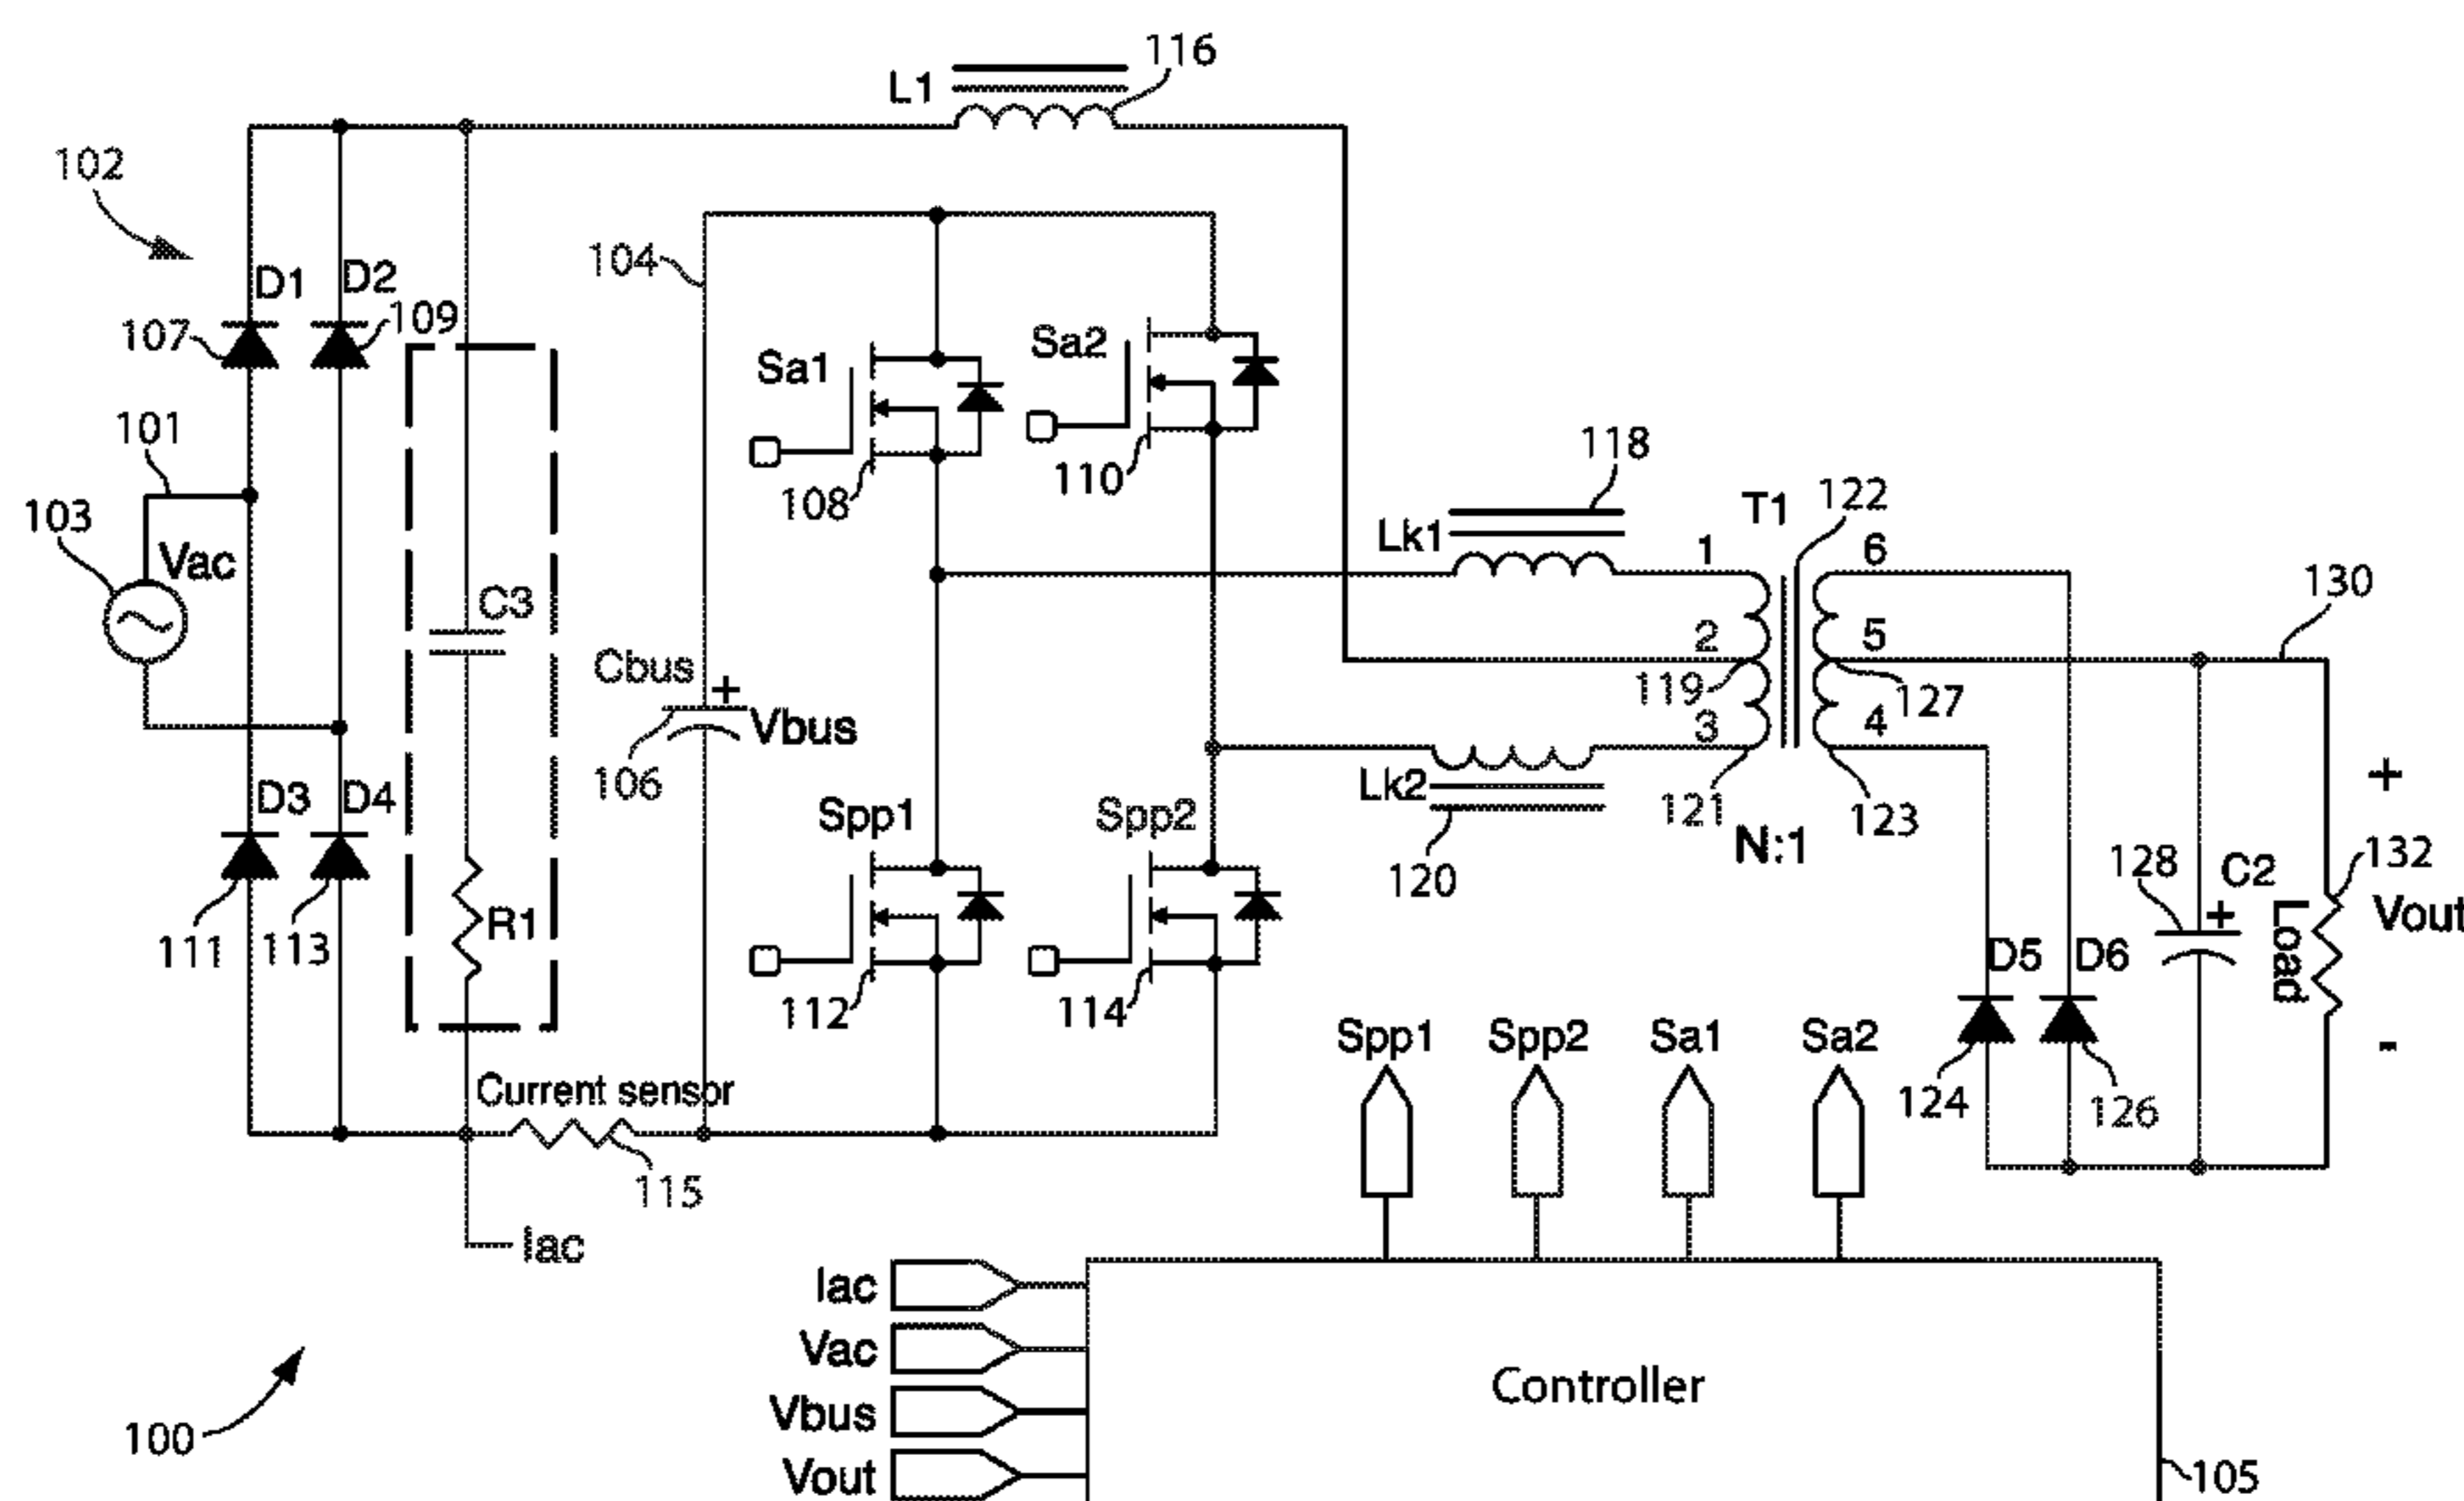 116
L1
102
104
D1
D2
107
109
Sa1
Sa2
101
108
110
118
103
Vac
Lk1
1
T1
122
6
130
C3
2
5
Cbus
+
Vbus
119
127
3
4
106
Lk2
121
123
+
D3
D4
Spp1
Spp2
120
N:1
128
C2
132
R1
+
Load
Vout
111
113
D5
D6
112
114
Spp1
Spp2
Sa1
Sa2
-
Current sensor
124
126
115
Iac
Iac
Vac
Controller
Vbus
100
Vout
105